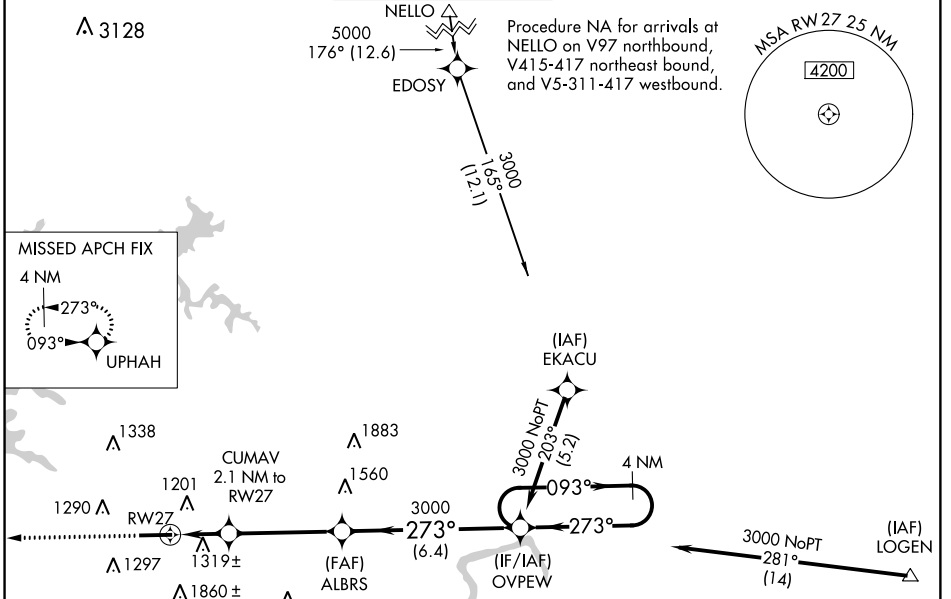 3128
NELLO
5000
176° (12.6)
EDOSY
Procedure NA for arrivals at
NELLO on V97 northbound,
V415-417 northeast bound,
and V5-311-417 westbound.
MSA RW 27 25 NM
4200
3000
165°
(12.1)
MISSED APCH FIX
4 NM
273°
093°
UPHAH
(IAF)
EKACU
3000 NoPT
203°
(5.2)
4 NM
093°
273°
1338
1883
CUMAV
2.1 NM to
RW27
1560
1201
1290
RW27
3000
273°
(6.4)
1297
1319±
(FAF)
ALBRS
(IF/IAF)
OVPEW
3000 NoPT
281°
(14)
(IAF)
LOGEN
1860 ±